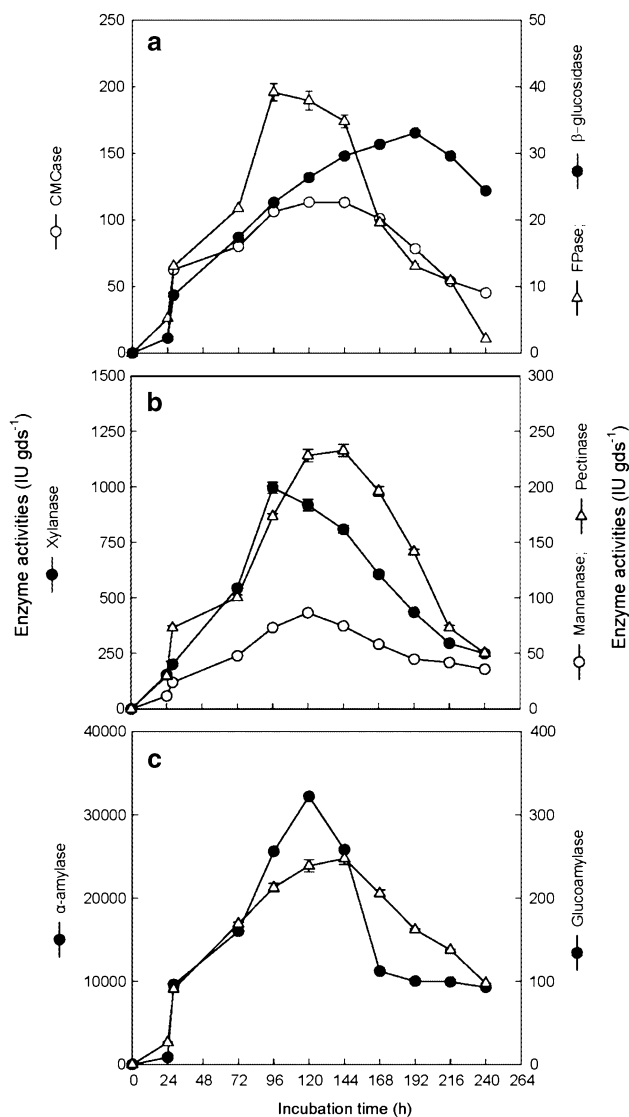 a
250
200
150
100
50
0
CMCase
50
40
30
20
10
0
FPase; β-glucosidase
b
1500
1250
1000
750
500
250
0
Enzyme activities (IU gds⁻¹)
Xylanase
300
250
200
150
100
50
0
Mannanase; Pectinase
Enzyme activities (IU gds⁻¹)
c
40000
30000
20000
10000
0
α-amylase
400
300
200
100
0
Glucoamylase
0 24 48 72 96 120 144 168 192 216 240 264
Incubation time (h)